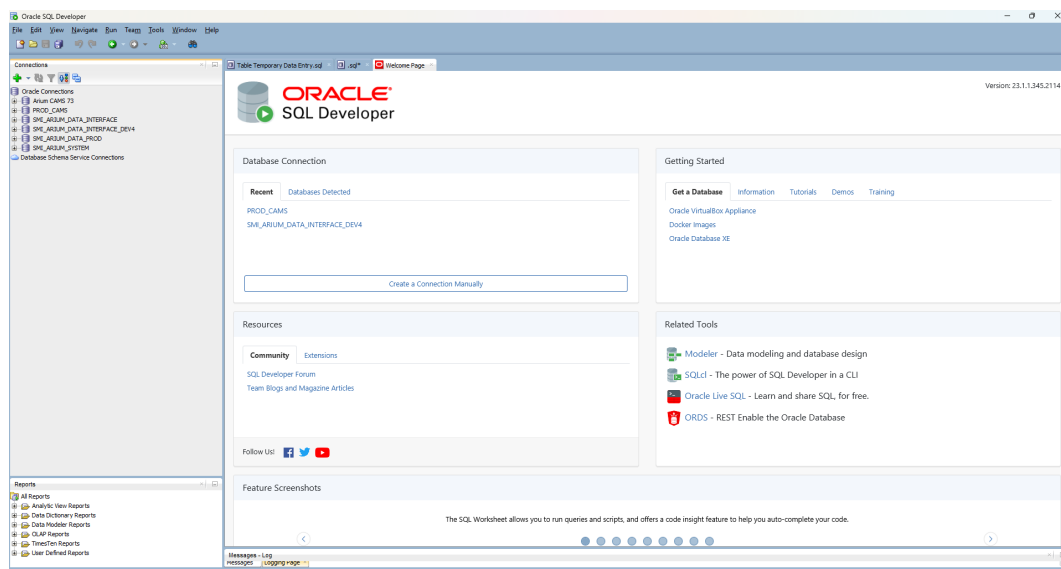 Oracle SQL Developer
File Edit View Navigate Run Team Tools Window Help
Connections
Oracle Connections
Arium CAMS 73
PROD_CAMS
SMI_ARIUM_DATA_INTERFACE
SMI_ARIUM_DATA_INTERFACE_DEV4
SMI_ARIUM_DATA_PROD
SMI_ARIUM_SYSTEM
Database Schema Service Connections
Reports
All Reports
Analytic View Reports
Data Dictionary Reports
Data Modeler Reports
OLAP Reports
TimesTen Reports
User Defined Reports
Table Temporary Data Entry.sql .sql* Welcome Page
ORACLE
SQL Developer
Version: 23.1.1.345.2114
Database Connection
Recent Databases Detected
PROD_CAMS
SMI_ARIUM_DATA_INTERFACE_DEV4
Create a Connection Manually
Getting Started
Get a Database Information Tutorials Demos Training
Oracle VirtualBox Appliance
Docker Images
Oracle Database XE
Resources
Community Extensions
SQL Developer Forum
Team Blogs and Magazine Articles
Follow Us!
Related Tools
Modeler - Data modeling and database design
SQLcl - The power of SQL Developer in a CLI
Oracle Live SQL - Learn and share SQL, for free.
ORDS - REST Enable the Oracle Database
Feature Screenshots
The SQL Worksheet allows you to run queries and scripts, and offers a code insight feature to help you auto-complete your code.
Messages - Log
Messages Logging Page